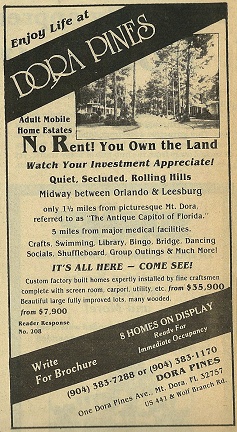 Enjoy Life at
DORA PINES
Adult Mobile
Home Estates
No Rent! You Own the Land
Watch Your Investment Appreciate!
Quiet, Secluded, Rolling Hills
Midway between Orlando & Leesburg
only 1½ miles from picturesque Mt. Dora,
referred to as "The Antique Capitol of Florida."
5 miles from major medical facilities.
Crafts, Swimming, Library, Bingo, Bridge, Dancing
Socials, Shuffleboard, Group Outings & Much More!
IT'S ALL HERE — COME SEE!
Custom factory built homes expertly installed by fine craftsmen
complete with screen room, carport, utility, etc. from $35,900
Beautiful large fully improved lots, many wooded.
from $7,900
Reader Response
No. 208
8 HOMES ON DISPLAY
Ready For
Immediate Occupancy
Write
For Brochure
(904) 383-7288 or (904) 383-1170
DORA PINES
One Dora Pines Ave., Mt. Dora, FL 32757
US 441 & Wolf Branch Rd.